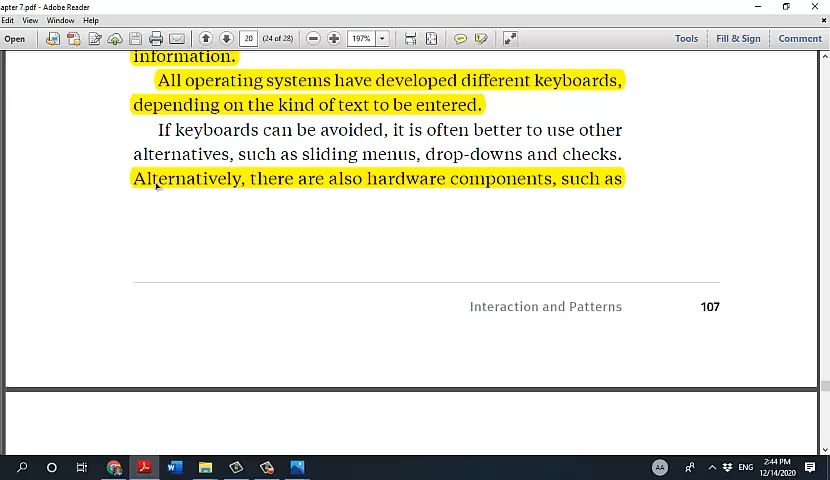 apter 7.pdf - Adobe Reader
Edit View Window Help
Open 20 (24 of 28) 197% Tools Fill & Sign Comment
information.
All operating systems have developed different keyboards,
depending on the kind of text to be entered.
If keyboards can be avoided, it is often better to use other
alternatives, such as sliding menus, drop-downs and checks.
Alternatively, there are also hardware components, such as
Interaction and Patterns 107
AA ENG 2:44 PM
12/14/2020